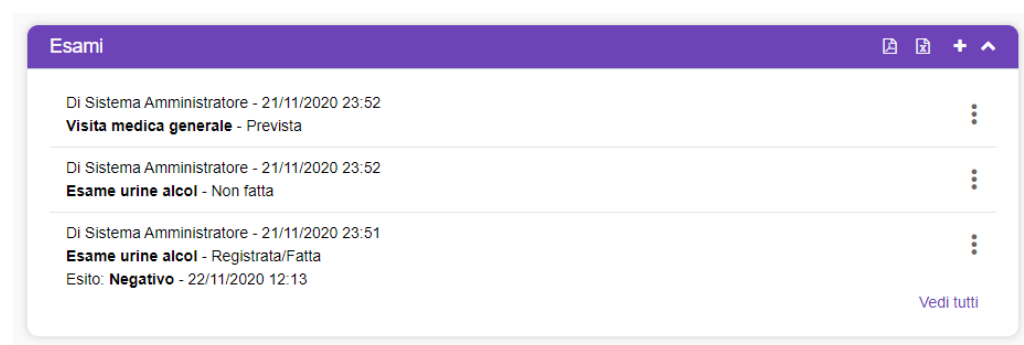 Esami
Di Sistema Amministratore - 21/11/2020 23:52
Visita medica generale - Prevista
Di Sistema Amministratore - 21/11/2020 23:52
Esame urine alcol - Non fatta
Di Sistema Amministratore - 21/11/2020 23:51
Esame urine alcol - Registrata/Fatta
Esito: Negativo - 22/11/2020 12:13
Vedi tutti